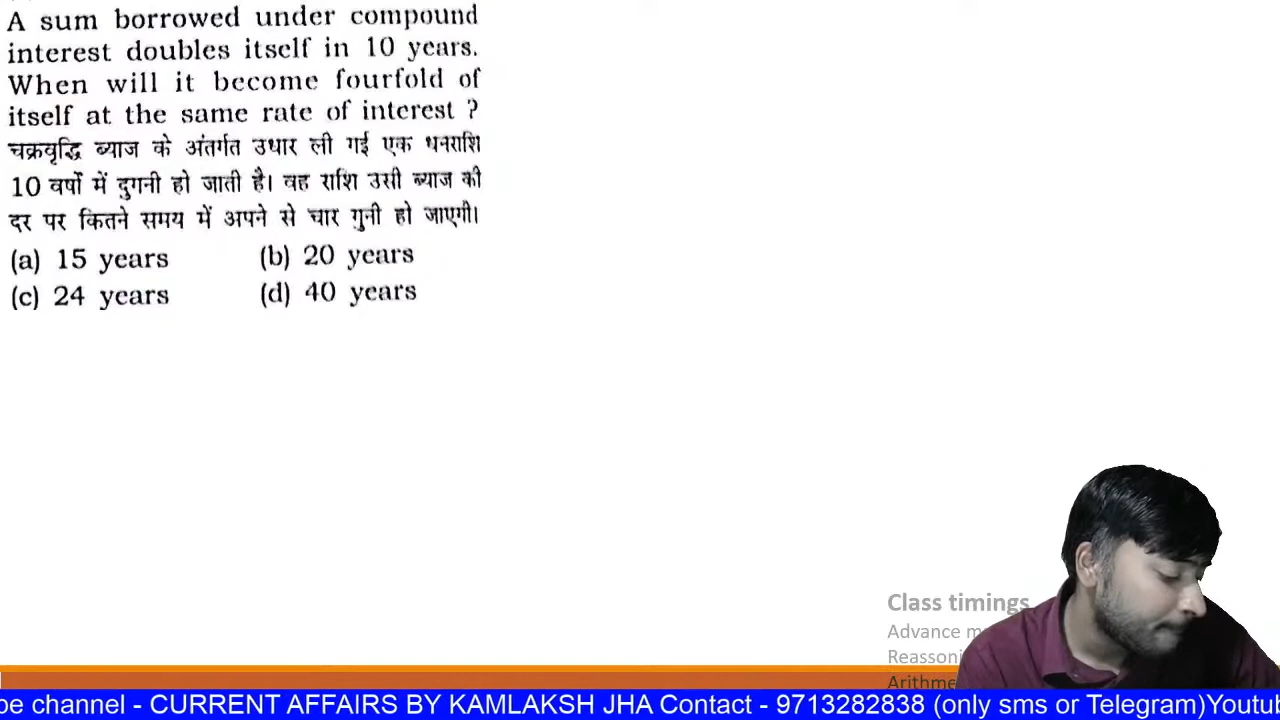 A sum borrowed under compound
interest doubles itself in 10 years.
When will it become fourfold of
itself at the same rate of interest ?
चक्रवृद्धि ब्याज के अंतर्गत उधार ली गई एक धनराशि
10 वर्षों में दुगनी हो जाती है। वह राशि उसी ब्याज की
दर पर कितने समय में अपने से चार गुनी हो जाएगी।
(a) 15 years (b) 20 years
(c) 24 years (d) 40 years
Class timings
Advance
be channel - CURRENT AFFAIRS BY KAMLAKSH JHA Contact - 9713282838 (only sms or Telegram)Youtub